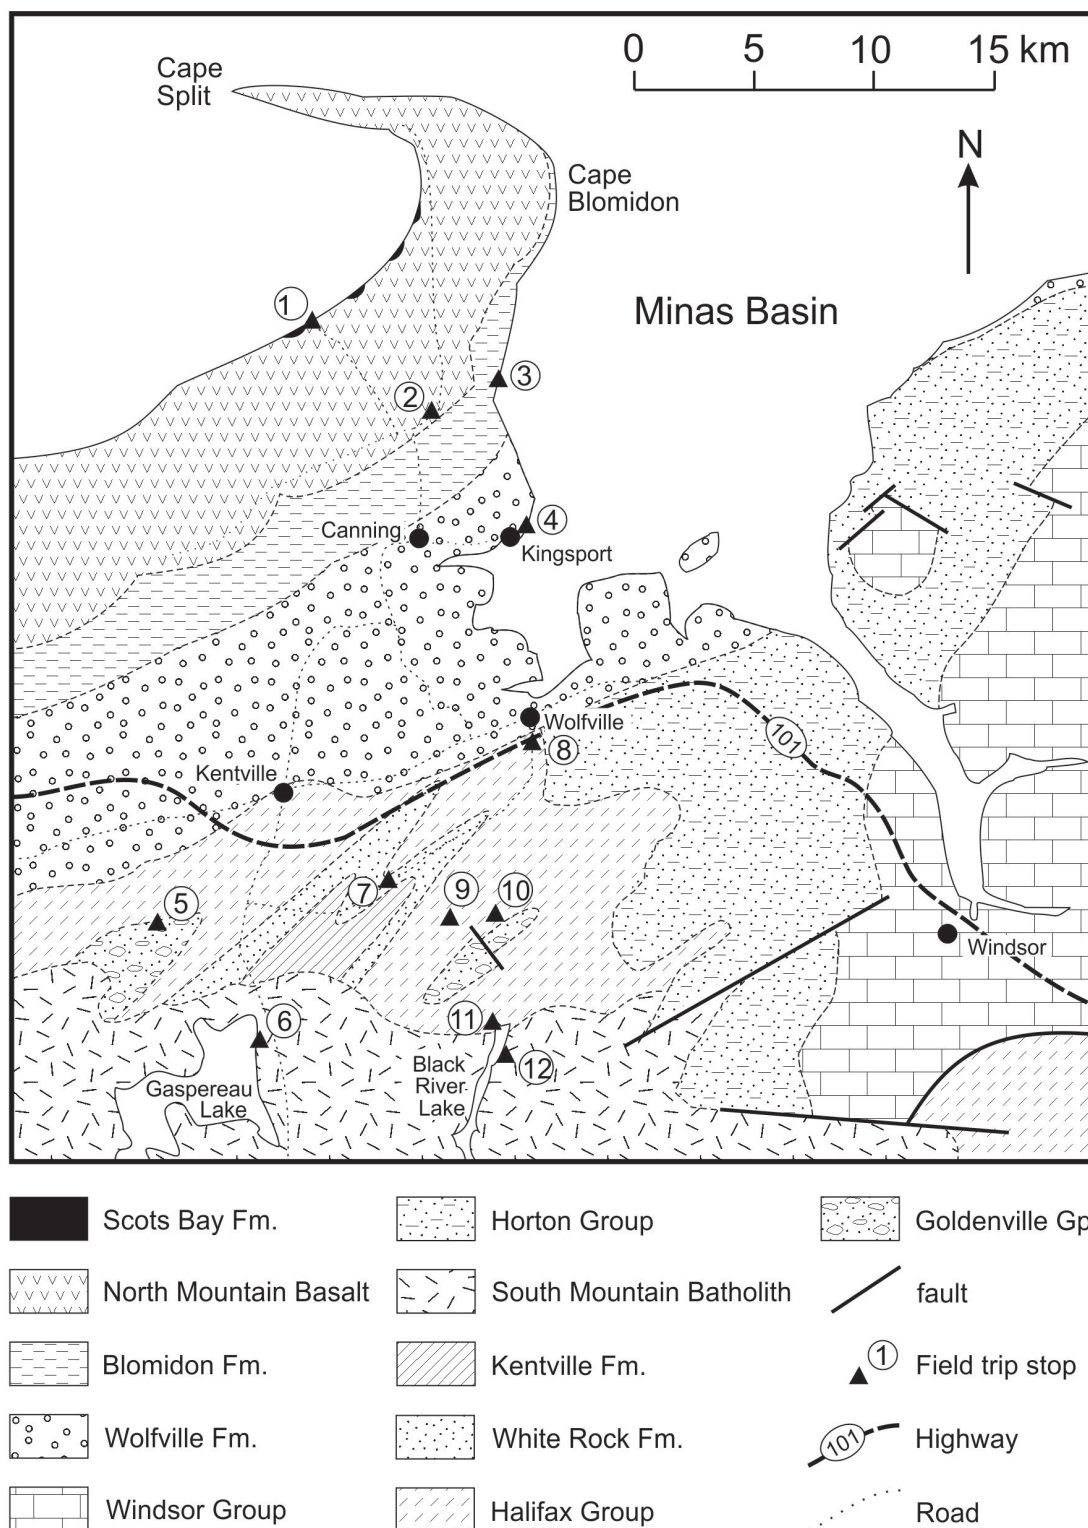 0 5 10 15 km
Cape
Split
N
Cape
Blomidon
1
Minas Basin
3
2
4
Canning
Kingsport
Wolfville
101
8
Kentville
7
9
10
5
Windsor
6
11
Black
River
Lake
12
Gaspereau
Lake
Scots Bay Fm.
Horton Group
Goldenville Gp
North Mountain Basalt
South Mountain Batholith
fault
Blomidon Fm.
Kentville Fm.
1
Field trip stop
Wolfville Fm.
White Rock Fm.
101
Highway
Windsor Group
Halifax Group
Road